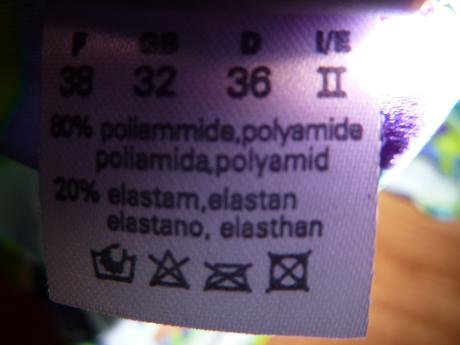 F GB D I/E
38 32 36 II
80% poliammide,polyamide
poliamida,polyamid
20% elastam,elastan
elastano, elasthan